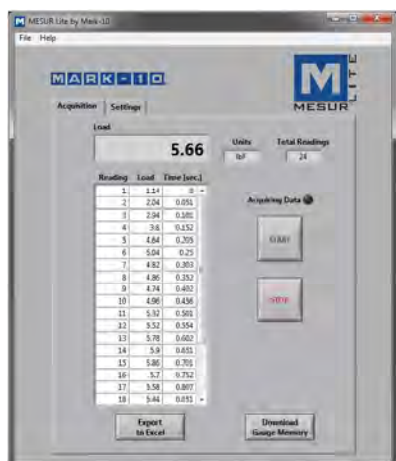 MESUR Lite by Mark-10
File Help
MARK-10
M
LITE
MESUR
Acquisition Settings
Load
5.66
Units
lbF
Total Readings
24
Reading Load Time [sec.]
1 1.14 0
2 2.04 0.051
3 2.94 0.101
4 3.8 0.152
5 4.64 0.205
6 5.04 0.25
7 4.82 0.303
8 4.86 0.352
9 4.74 0.402
10 4.96 0.456
11 5.32 0.501
12 5.52 0.554
13 5.78 0.602
14 5.9 0.651
15 5.86 0.701
16 5.7 0.752
17 5.58 0.807
18 5.44 0.851
Acquiring Data
START
STOP
Export
to Excel
Download
Gauge Memory